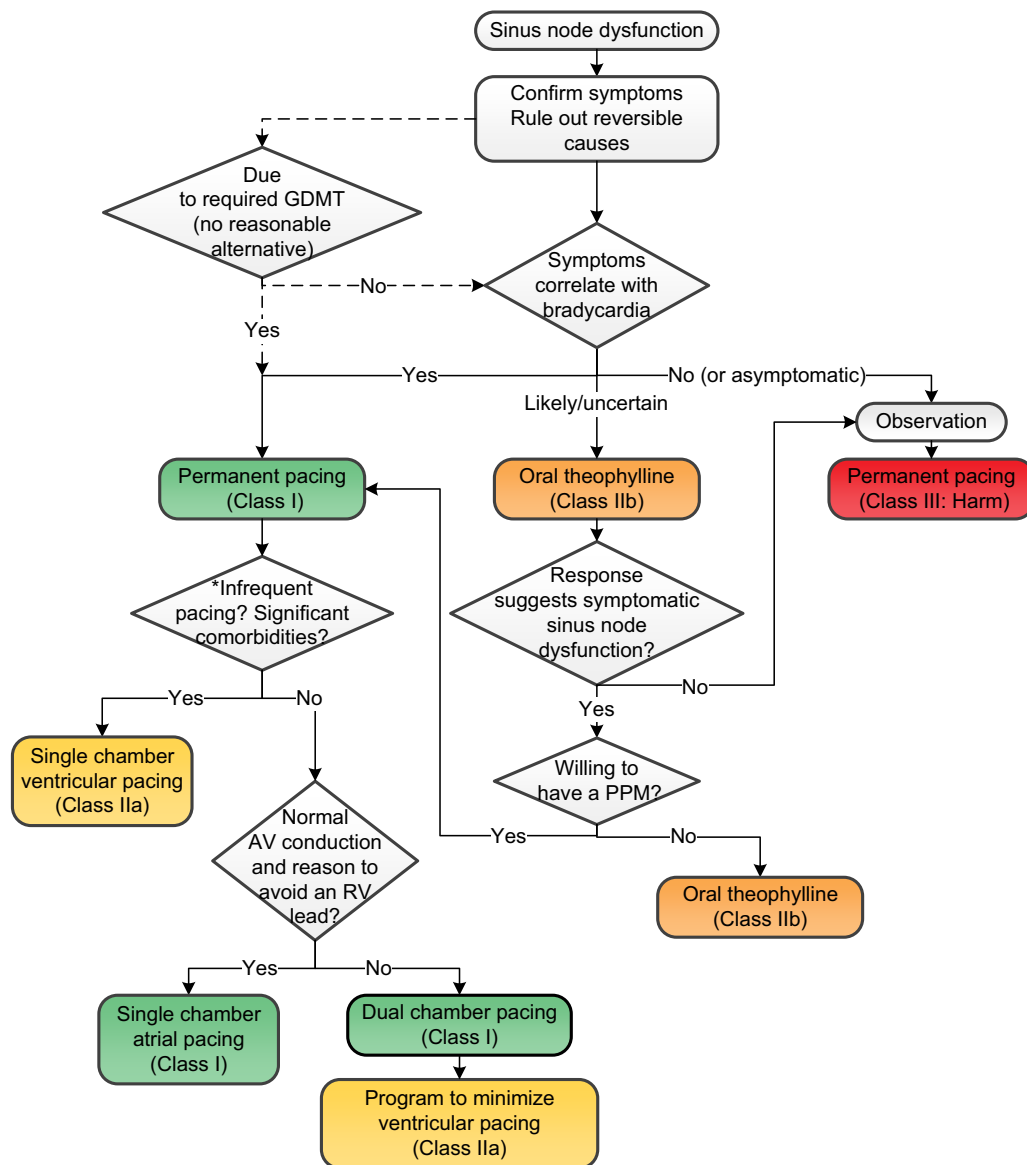 Sinus node dysfunction
Confirm symptoms
Rule out reversible
causes
Due
to required GDMT
(no reasonable
alternative)
Symptoms
correlate with
bradycardia
No
Yes
Yes
No (or asymptomatic)
Likely/uncertain
Observation
Permanent pacing
(Class I)
Oral theophylline
(Class IIb)
Permanent pacing
(Class III: Harm)
*Infrequent
pacing? Significant
comorbidities?
Response
suggests symptomatic
sinus node
dysfunction?
Yes
No
No
Yes
Single chamber
ventricular pacing
(Class IIa)
Willing to
have a PPM?
Normal
AV conduction
and reason to
avoid an RV
lead?
Yes
No
Oral theophylline
(Class IIb)
Yes
No
Single chamber
atrial pacing
(Class I)
Dual chamber pacing
(Class I)
Program to minimize
ventricular pacing
(Class IIa)